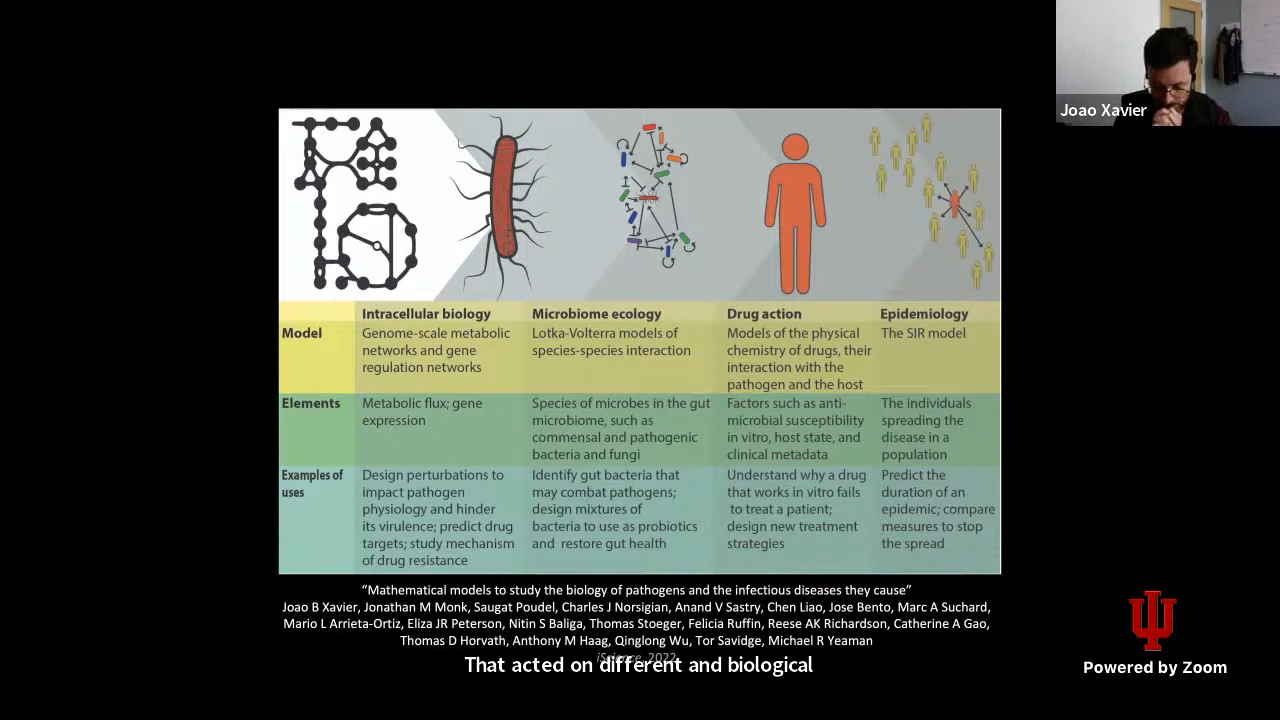 Joao Xavier
Intracellular biology
Microbiome ecology
Drug action
Epidemiology
Model
Genome-scale metabolic
networks and gene
regulation networks
Lotka-Volterra models of
species-species interaction
Models of the physical
chemistry of drugs, their
interaction with the
pathogen and the host
The SIR model
Elements
Metabolic flux; gene
expression
Species of microbes in the gut
microbiome, such as
commensal and pathogenic
bacteria and fungi
Factors such as anti-
microbial susceptibility
in vitro, host state, and
clinical metadata
The individuals
spreading the
disease in a
population
Examples of
uses
Design perturbations to
impact pathogen
physiology and hinder
its virulence; predict drug
targets; study mechanism
of drug resistance
Identify gut bacteria that
may combat pathogens;
design mixtures of
bacteria to use as probiotics
and restore gut health
Understand why a drug
that works in vitro fails
to treat a patient;
design new treatment
strategies
Predict the
duration of an
epidemic; compare
measures to stop
the spread
“Mathematical models to study the biology of pathogens and the infectious diseases they cause”
Joao B Xavier, Jonathan M Monk, Saugat Poudel, Charles J Norsigian, Anand V Sastry, Chen Liao, Jose Bento, Marc A Suchard,
Mario L Arrieta-Ortiz, Eliza JR Peterson, Nitin S Baliga, Thomas Stoeger, Felicia Ruffin, Reese AK Richardson, Catherine A Gao,
Thomas D Horvath, Anthony M Haag, Qinglong Wu, Tor Savidge, Michael R Yeaman
iScience, 2022
That acted on different and biological
Powered by Zoom